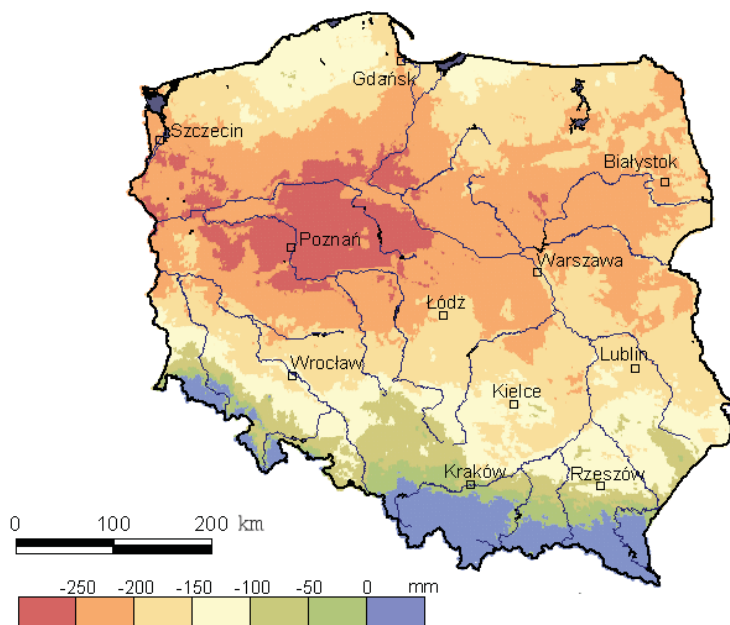 Gdańsk
Szczecin
Białystok
Poznań
Warszawa
Łódź
Wrocław
Lublin
Kielce
Kraków
Rzeszów
0 100 200 km
-250 -200 -150 -100 -50 0 mm